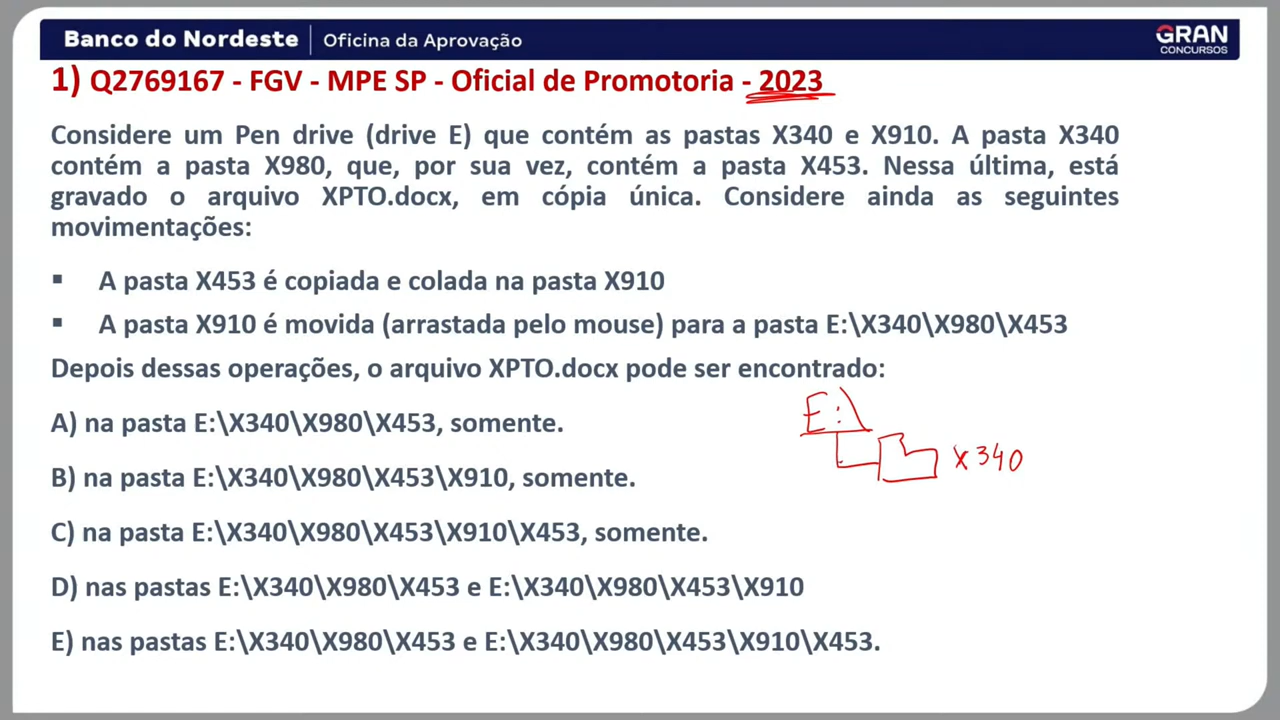 Banco do Nordeste | Oficina da Aprovação
GRAN
CONCURSOS
1) Q2769167 - FGV - MPE SP - Oficial de Promotoria - 2023
Considere um Pen drive (drive E) que contém as pastas X340 e X910. A pasta X340
contém a pasta X980, que, por sua vez, contém a pasta X453. Nessa última, está
gravado o arquivo XPTO.docx, em cópia única. Considere ainda as seguintes
movimentações:
▪ A pasta X453 é copiada e colada na pasta X910
▪ A pasta X910 é movida (arrastada pelo mouse) para a pasta E:\X340\X980\X453
Depois dessas operações, o arquivo XPTO.docx pode ser encontrado:
A) na pasta E:\X340\X980\X453, somente.
B) na pasta E:\X340\X980\X453\X910, somente.
C) na pasta E:\X340\X980\X453\X910\X453, somente.
D) nas pastas E:\X340\X980\X453 e E:\X340\X980\X453\X910
E) nas pastas E:\X340\X980\X453 e E:\X340\X980\X453\X910\X453.
E:\
X340